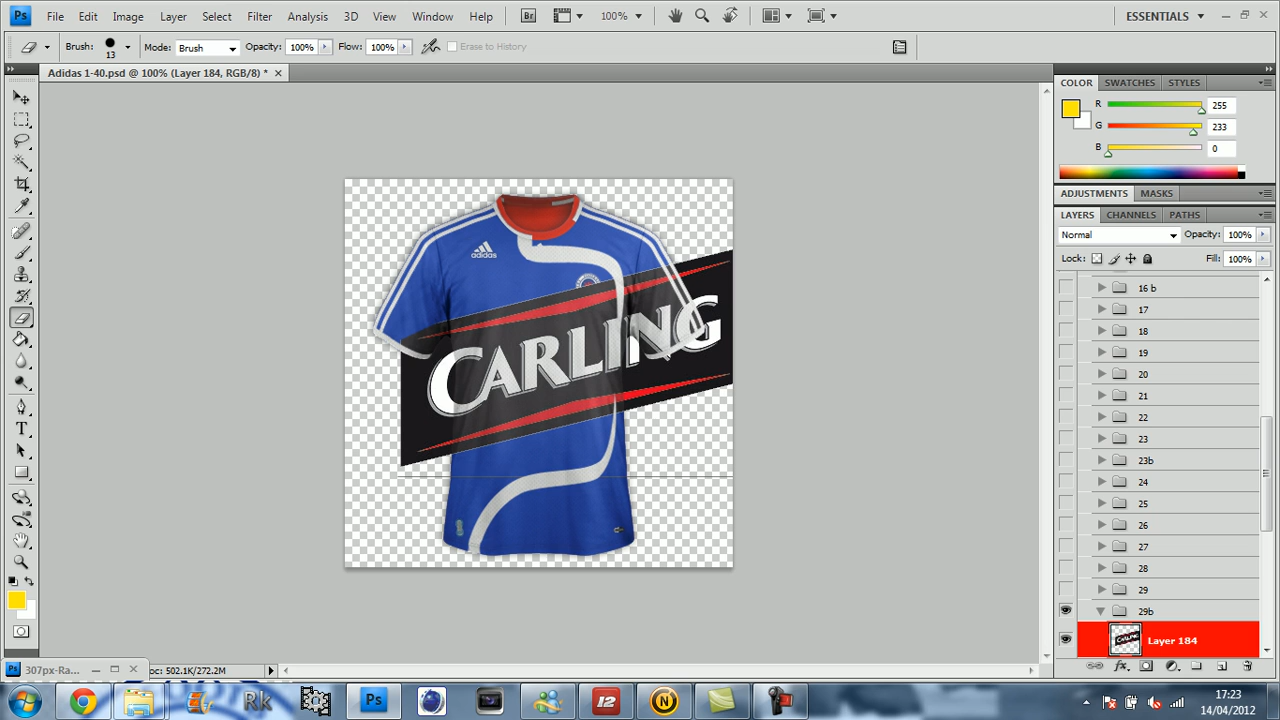 Ps File Edit Image Layer Select Filter Analysis 3D View Window Help Br 100% ESSENTIALS
Brush: 13 Mode: Brush Opacity: 100% Flow: 100% Erase to History
Adidas 1-40.psd @ 100% (Layer 184, RGB/8) *
COLOR SWATCHES STYLES
R 255
G 233
B 0
ADJUSTMENTS MASKS
LAYERS CHANNELS PATHS
Normal Opacity: 100%
Lock: Fill: 100%
16 b
17
18
19
20
21
22
23
23b
24
25
26
27
28
29
29b
Layer 184
adidas
CARLING
Ps 307px-Ra...
oc: 502.1K/272.2M
Rk Ps 12 N
17:23
14/04/2012